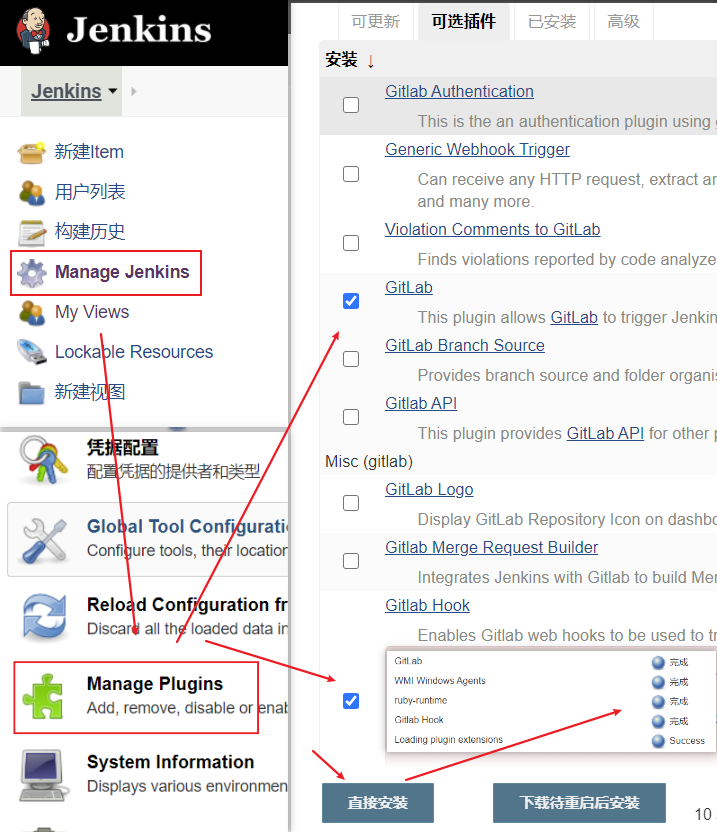 Jenkins
Jenkins
新建Item
用户列表
构建历史
Manage Jenkins
My Views
Lockable Resources
新建视图
凭据配置
配置凭据的提供者和类型
Global Tool Configuratio
Configure tools, their location
Reload Configuration fr
Discard all the loaded data in
Manage Plugins
Add, remove, disable or enab
System Information
Displays various environmen
可更新
可选插件
已安装
高级
安装 ↓
Gitlab Authentication
This is the an authentication plugin using
Generic Webhook Trigger
Can receive any HTTP request, extract an
and many more.
Violation Comments to GitLab
Finds violations reported by code analyze
GitLab
This plugin allows GitLab to trigger Jenkin
GitLab Branch Source
Provides branch source and folder organis
Gitlab API
This plugin provides GitLab API for other p
Misc (gitlab)
GitLab Logo
Display GitLab Repository Icon on dashbo
Gitlab Merge Request Builder
Integrates Jenkins with Gitlab to build Mer
Gitlab Hook
Enables Gitlab web hooks to be used to tr
GitLab 完成
WMI Windows Agents 完成
ruby-runtime 完成
Gitlab Hook 完成
Loading plugin extensions Success
直接安装
下载待重启后安装
10